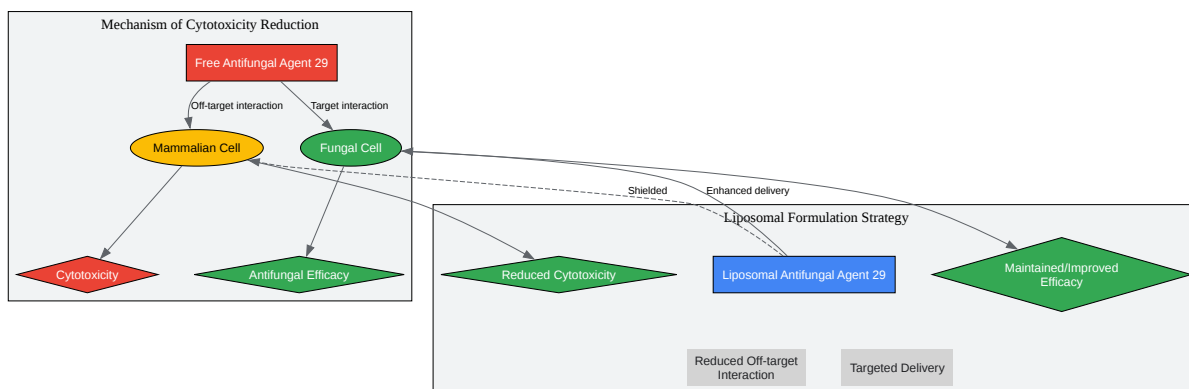 Mechanism of Cytotoxicity Reduction
Free Antifungal Agent 29
Off-target interaction
Target interaction
Mammalian Cell
Fungal Cell
Shielded
Enhanced delivery
Liposomal Formulation Strategy
Cytotoxicity
Antifungal Efficacy
Reduced Cytotoxicity
Liposomal Antifungal Agent 29
Maintained/Improved
Efficacy
Reduced Off-target
Interaction
Targeted Delivery